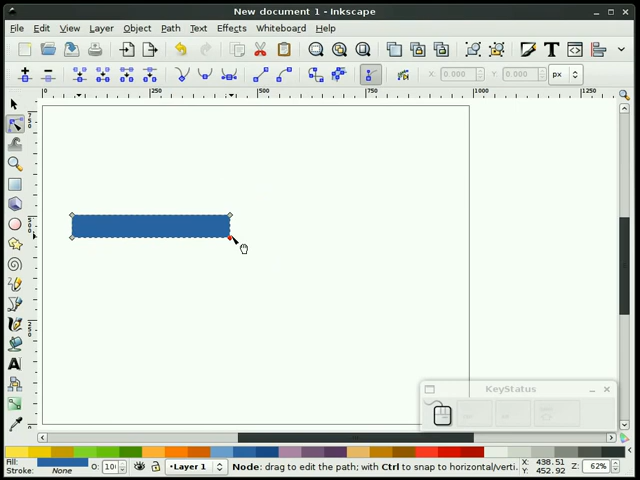 New document 1 - Inkscape
File Edit View Layer Object Path Text Effects Whiteboard Help
X: 0.000 Y: 0.000 px
0 250 500 750 1000 1250
KeyStatus
Fill: Stroke: None O: Layer 1 Node: drag to edit the path; with Ctrl to snap to horizontal/verti. X: 438.51 Y: 452.92 Z: 62%